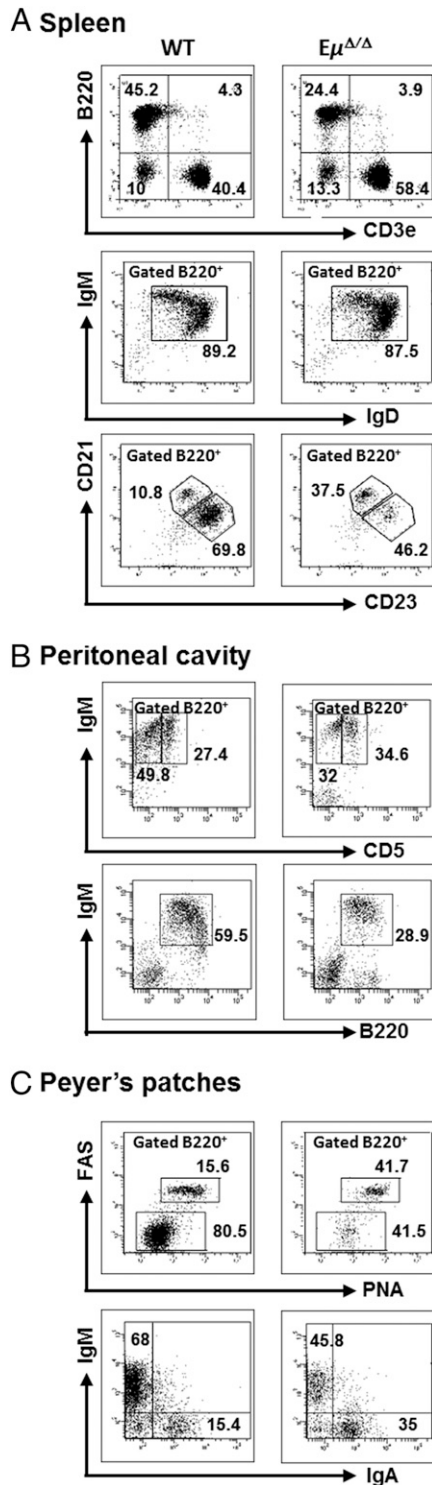 A Spleen
WT EμΔ/Δ
B220
45.2 4.3
10 40.4
24.4 3.9
13.3 58.4
CD3e
IgM
Gated B220+
89.2
Gated B220+
87.5
IgD
CD21
Gated B220+
10.8
69.8
Gated B220+
37.5
46.2
CD23
B Peritoneal cavity
IgM
Gated B220+
27.4
49.8
Gated B220+
34.6
32
CD5
IgM
59.5
28.9
B220
C Peyer's patches
FAS
Gated B220+
15.6
80.5
Gated B220+
41.7
41.5
PNA
IgM
68
15.4
45.8
35
IgA